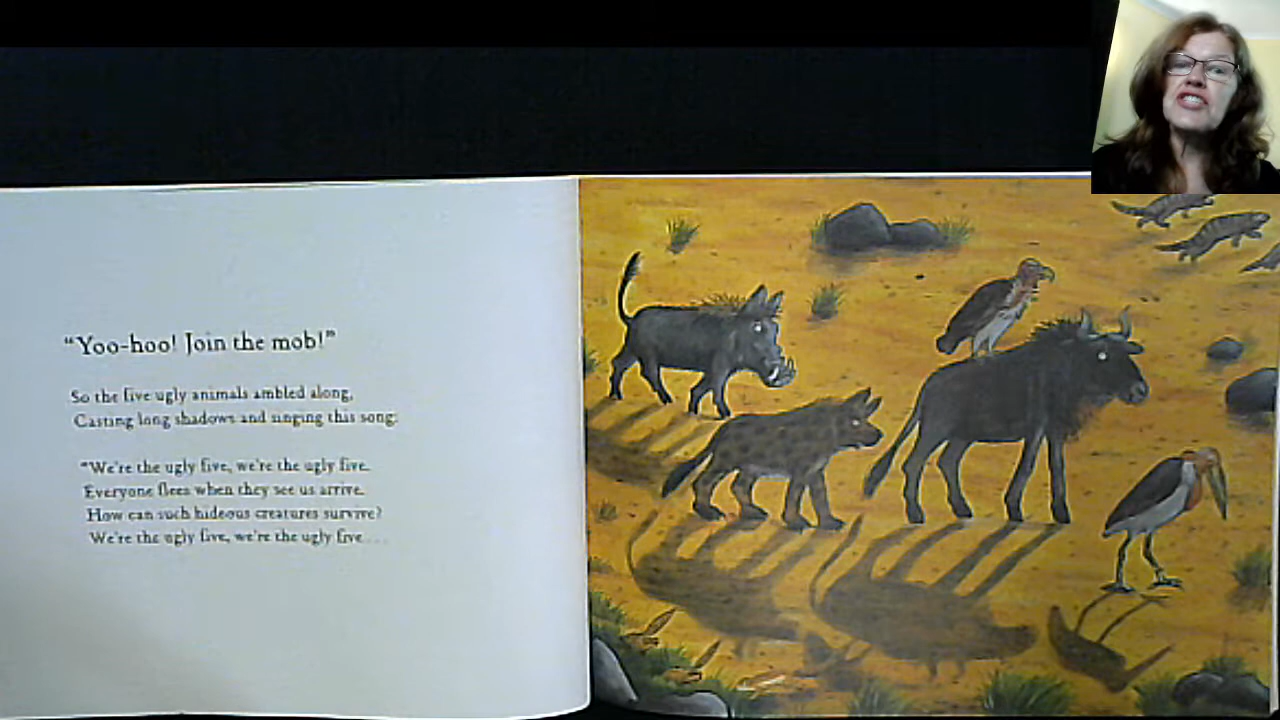 "Yoo-hoo! Join the mob!"
So the five ugly animals ambled along,
Casting long shadows and singing this song:
"We're the ugly five, we're the ugly five.
Everyone flees when they see us arrive.
How can such hideous creatures survive?
We're the ugly five, we're the ugly five . . .